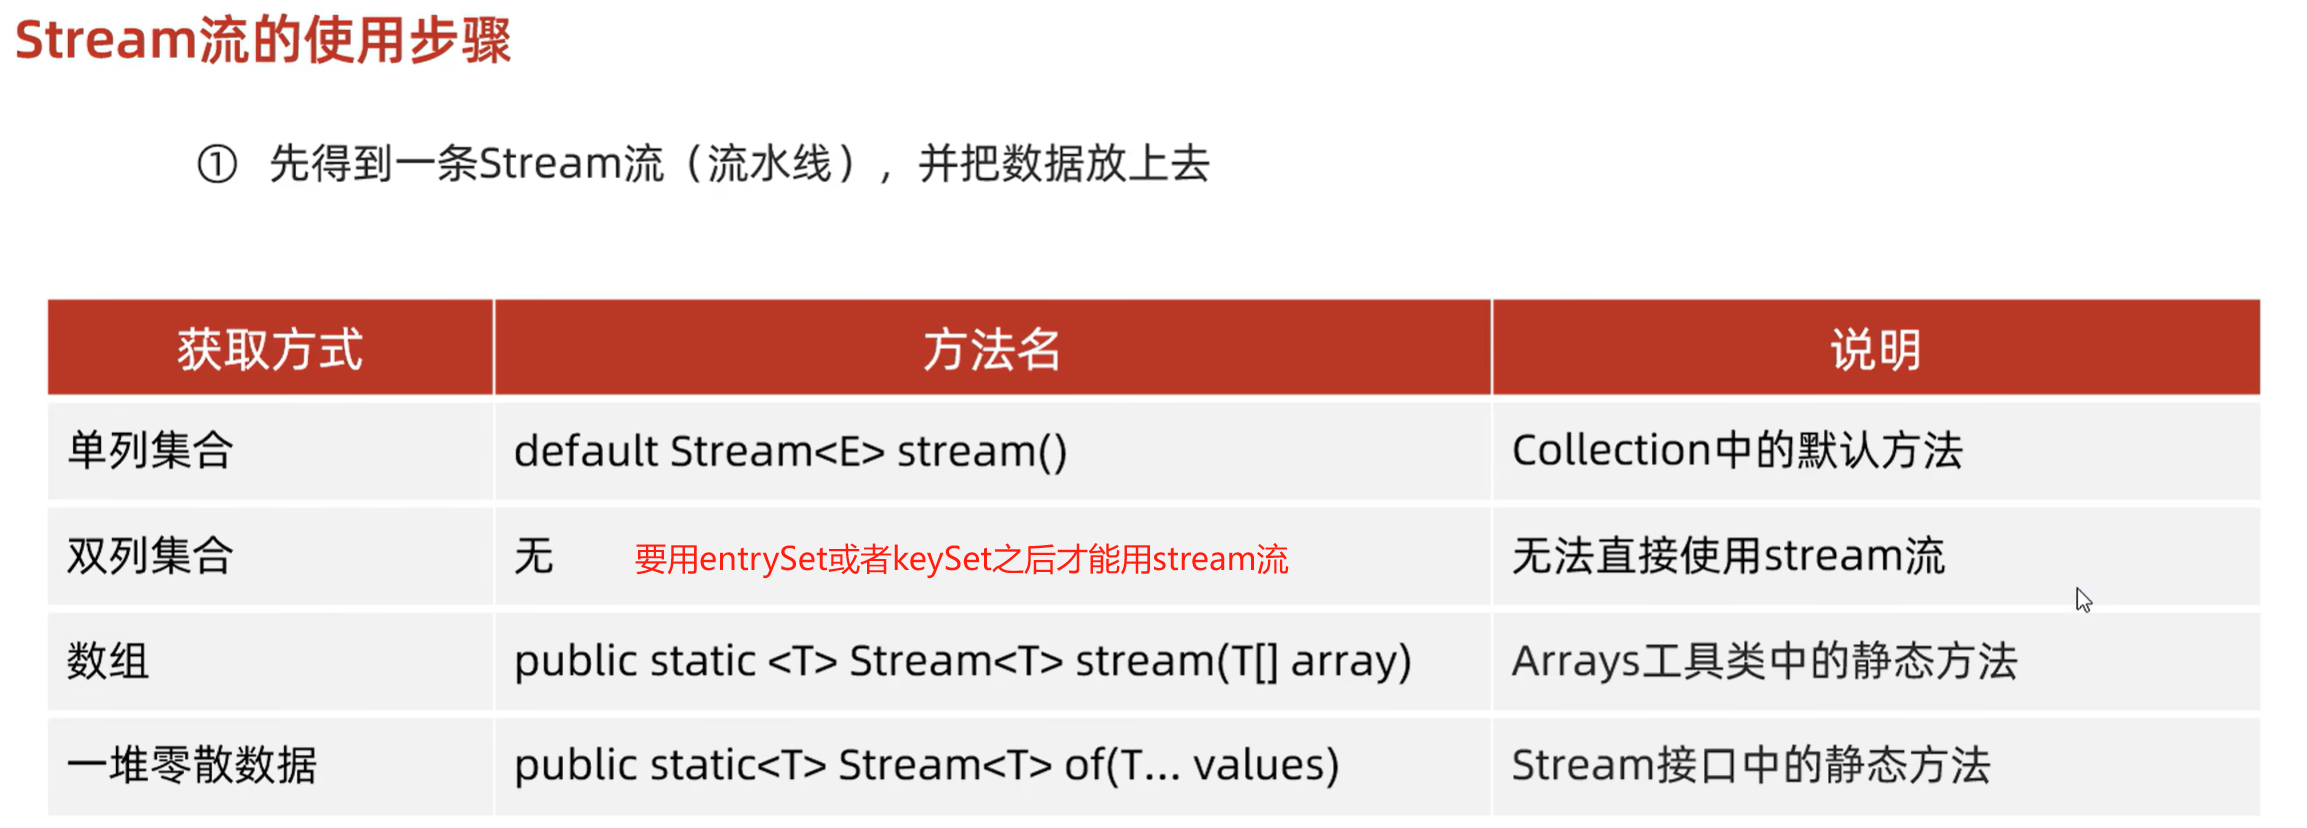 Stream流的使用步骤
① 先得到一条Stream流（流水线），并把数据放上去
获取方式 方法名 说明
单列集合 default Stream<E> stream() Collection中的默认方法
双列集合 无 要用entrySet或者keySet之后才能用stream流 无法直接使用stream流
数组 public static <T> Stream<T> stream(T[] array) Arrays工具类中的静态方法
一堆零散数据 public static<T> Stream<T> of(T... values) Stream接口中的静态方法